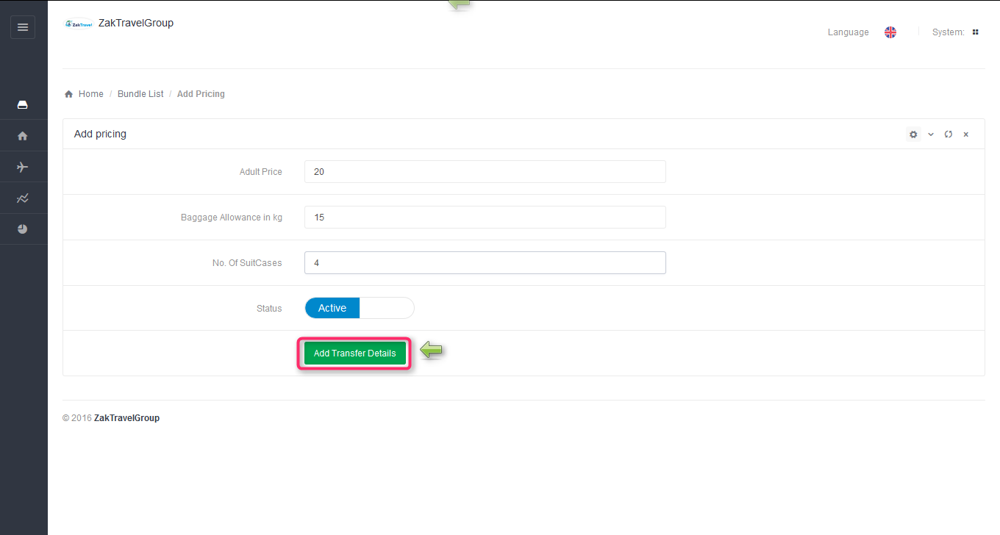 ZakTravel ZakTravelGroup
Language System:
Home / Bundle List / Add Pricing
Add pricing
Adult Price 20
Baggage Allowance in kg 15
No. Of SuitCases 4
Status Active
Add Transfer Details
© 2016 ZakTravelGroup